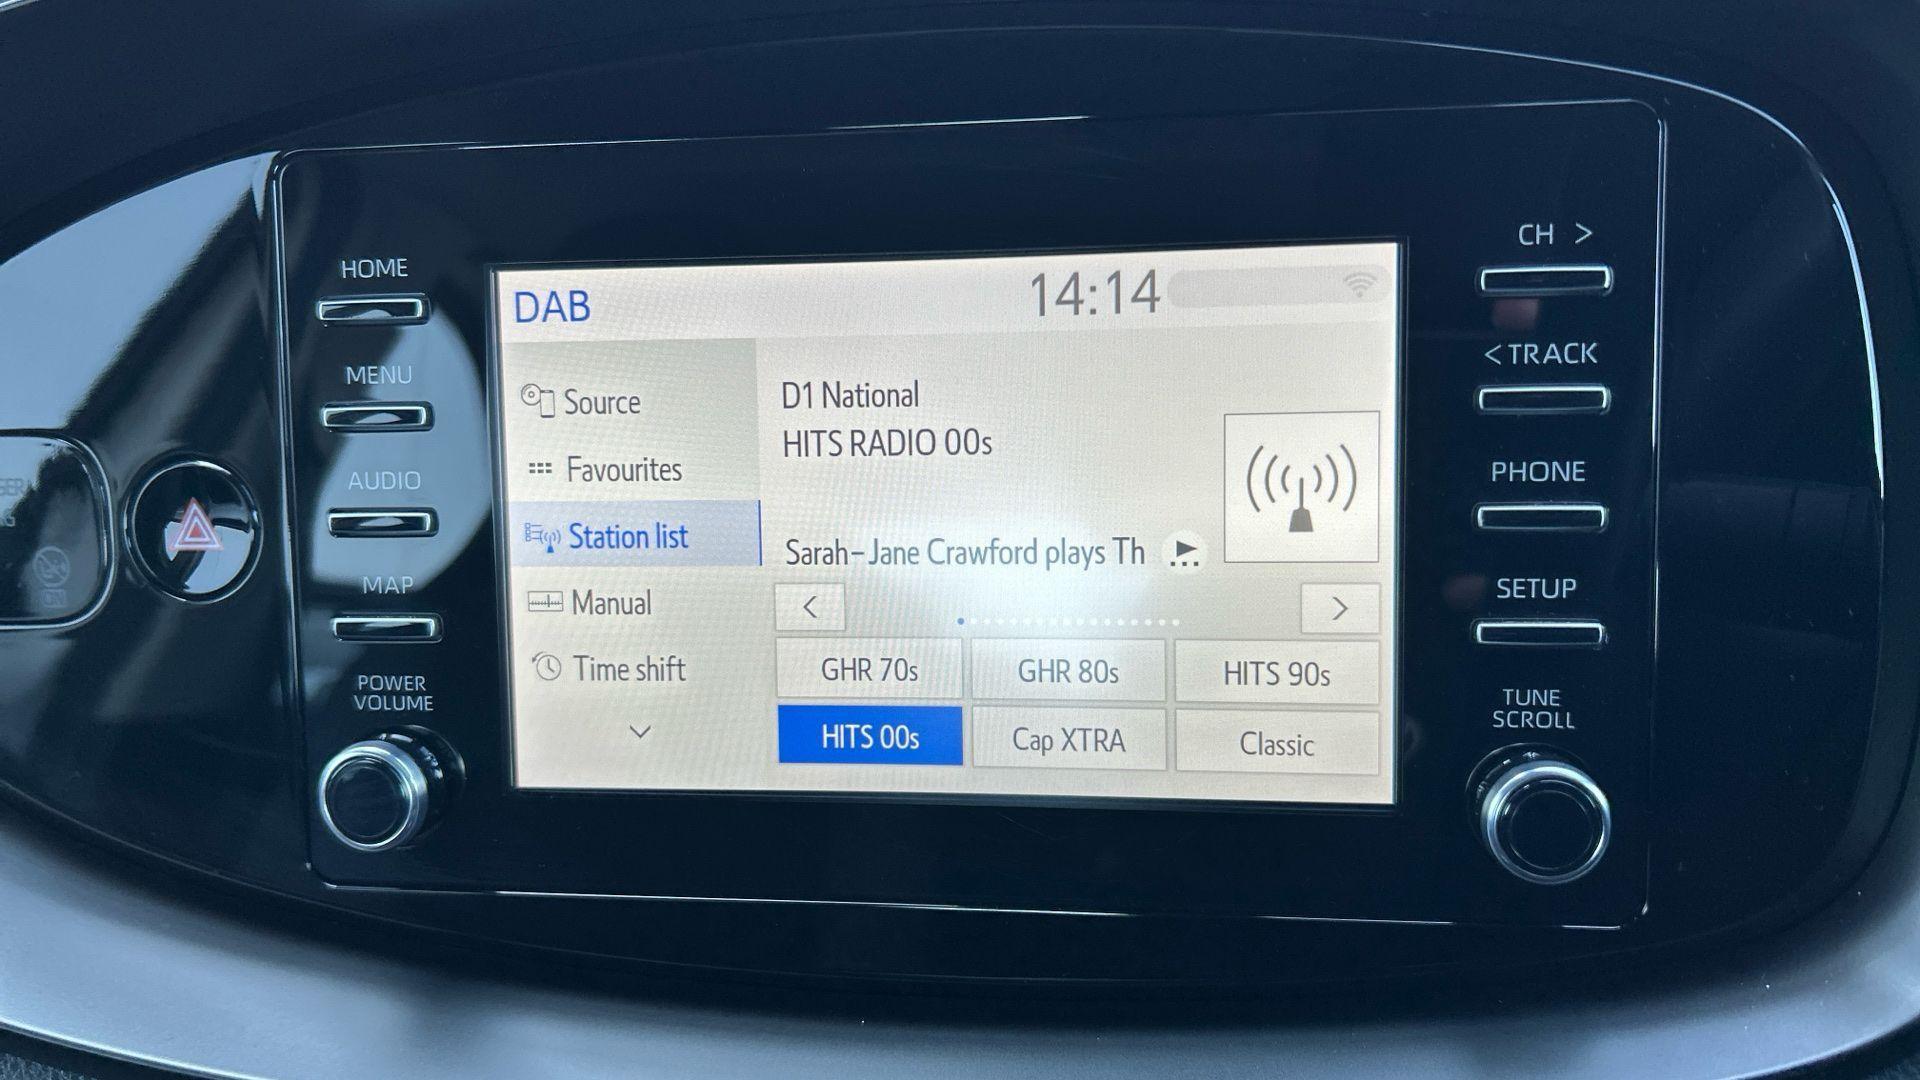 HOME
MENU
AUDIO
MAP
POWER
VOLUME
DAB
14:14
Source
Favourites
Station list
Manual
Time shift
D1 National
HITS RADIO 00s
Sarah-Jane Crawford plays Th
<
>
GHR 70s
GHR 80s
HITS 90s
HITS 00s
Cap XTRA
Classic
CH >
< TRACK
PHONE
SETUP
TUNE
SCROLL